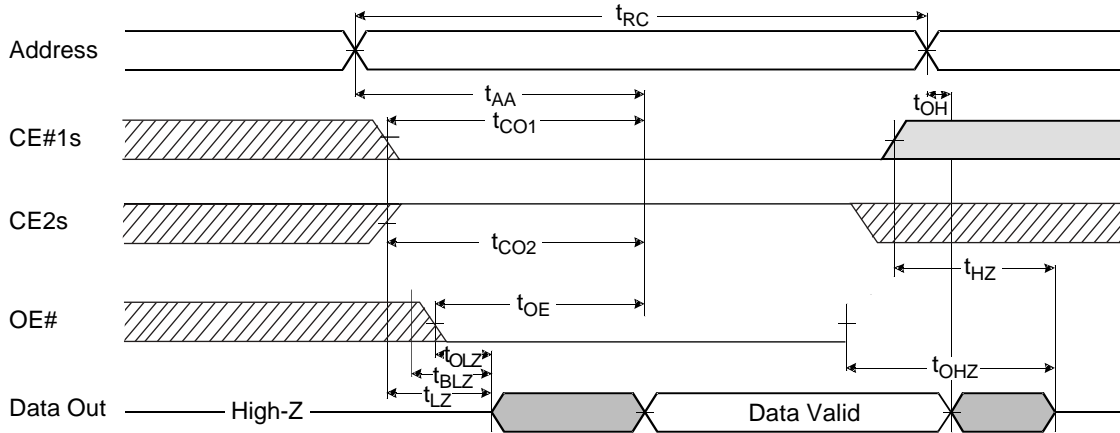 tRC
Address
tAA
tOH
tCO1
CE#1s
CE2s
tCO2
tHZ
tOE
OE#
tOLZ
tOHZ
tBLZ
tLZ
Data Out
High-Z
Data Valid